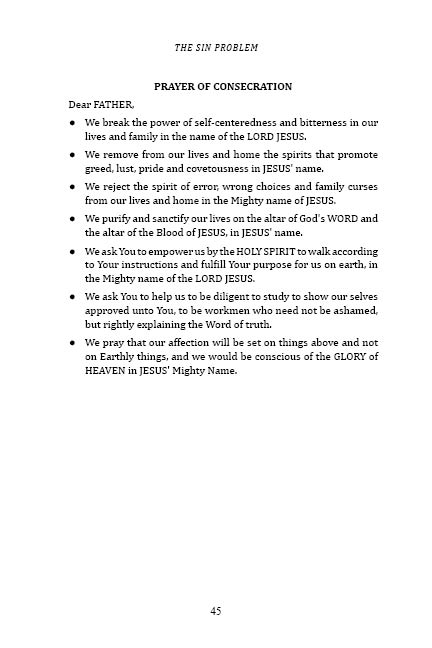 THE SIN PROBLEM
PRAYER OF CONSECRATION
Dear FATHER,
● We break the power of self-centeredness and bitterness in our
lives and family in the name of the LORD JESUS.
● We remove from our lives and home the spirits that promote
greed, lust, pride and covetousness in JESUS' name.
● We reject the spirit of error, wrong choices and family curses
from our lives and home in the Mighty name of JESUS.
● We purify and sanctify our lives on the altar of God's WORD and
the altar of the Blood of JESUS, in JESUS' name.
● We ask You to empower us by the HOLY SPIRIT to walk according
to Your instructions and fulfill Your purpose for us on earth, in
the Mighty name of the LORD JESUS.
● We ask You to help us to be diligent to study to show our selves
approved unto You, to be workmen who need not be ashamed,
but rightly explaining the Word of truth.
● We pray that our affection will be set on things above and not
on Earthly things, and we would be conscious of the GLORY of
HEAVEN in JESUS' Mighty Name.
45